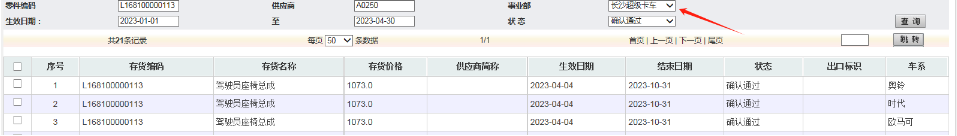 零件编码 L168100000113 供应商 A0250 事业部 长沙超级卡车
生效日期： 2023-01-01 至 2023-04-30 状态 确认通过 查 询
共21条记录 每页 50 条数据 1/1 首页 | 上一页 | 下一页 | 尾页 跳 转
序号 存货编码 存货名称 存货价格 供应商简称 生效日期 结束日期 状态 出口标识 车系
1 L168100000113 驾驶员座椅总成 1073.0 2023-04-04 2023-10-31 确认通过 奥铃
2 L168100000113 驾驶员座椅总成 1073.0 2023-04-04 2023-10-31 确认通过 时代
3 L168100000113 驾驶员座椅总成 1073.0 2023-04-04 2023-10-31 确认通过 欧马可